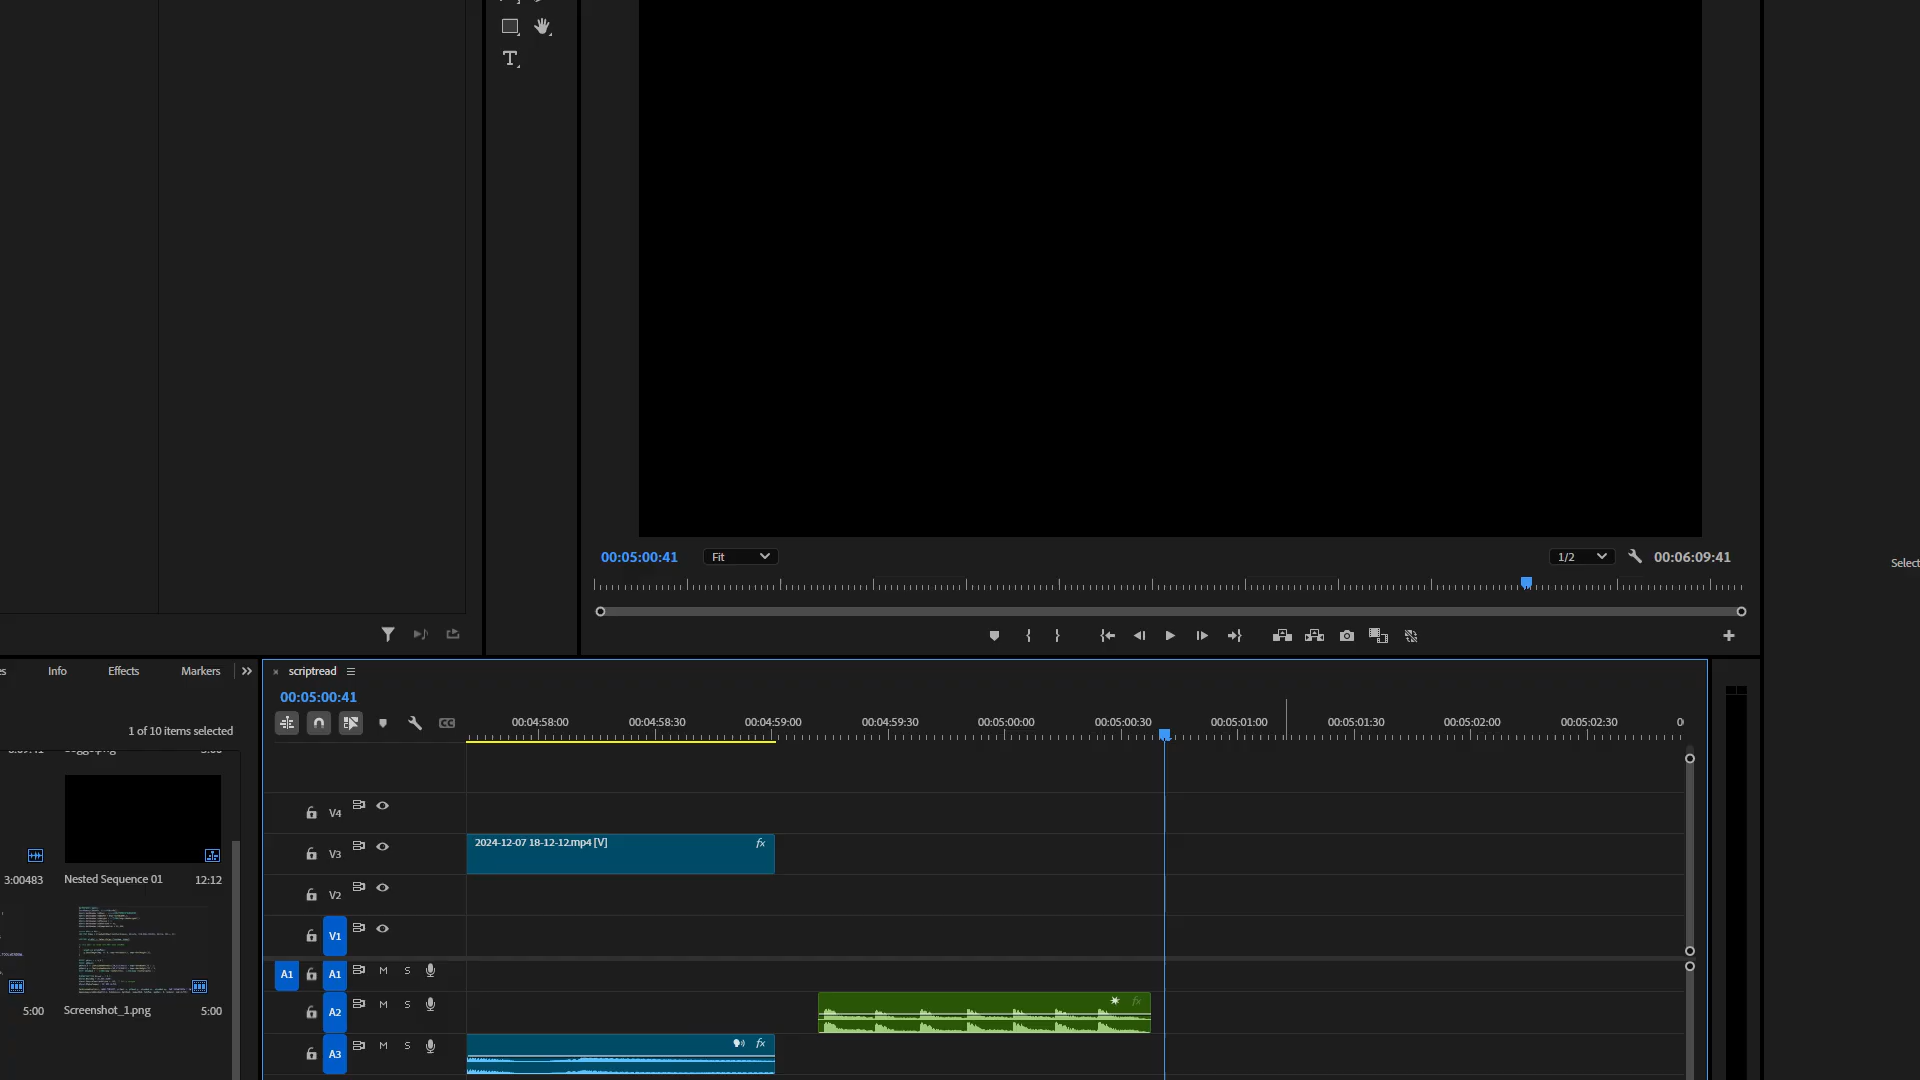 T
00:05:00:41
Fit
1/2
00:06:09:41
Select
Info
Effects
Markers
scriptread
00:05:00:41
1 of 10 items selected
00:04:58:00
00:04:58:30
00:04:59:00
00:04:59:30
00:05:00:00
00:05:00:30
00:05:01:00
00:05:01:30
00:05:02:00
00:05:02:30
V4
2024-12-07 18-12-12.mp4 [V]
fx
V3
3:00483
Nested Sequence 01
12:12
V2
V1
A1
A1
M
S
A2
M
S
fx
5:00
Screenshot_1.png
5:00
A3
M
S
fx